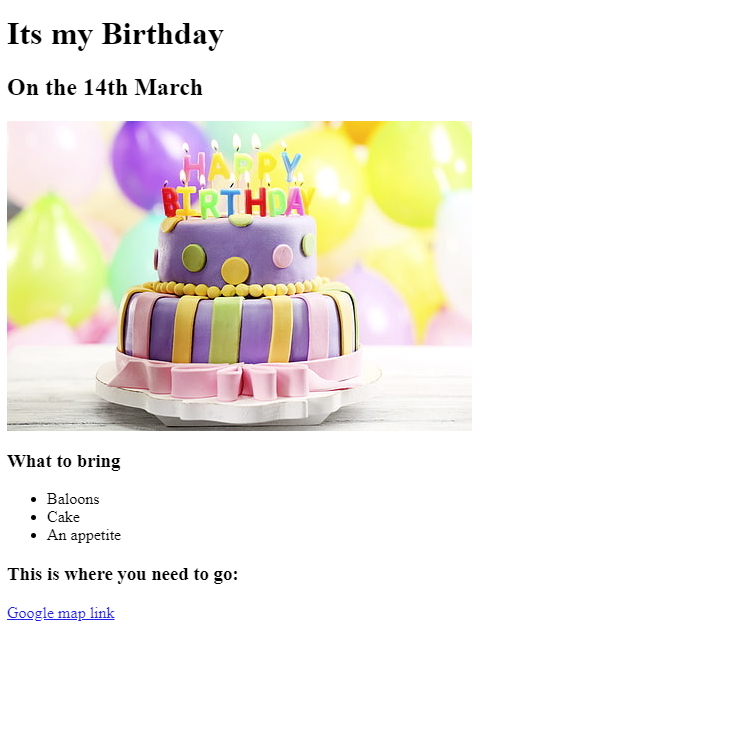 Its my Birthday
On the 14th March
HAPPY
BIRTHDAY
What to bring
Baloons
Cake
An appetite
This is where you need to go:
Google map link